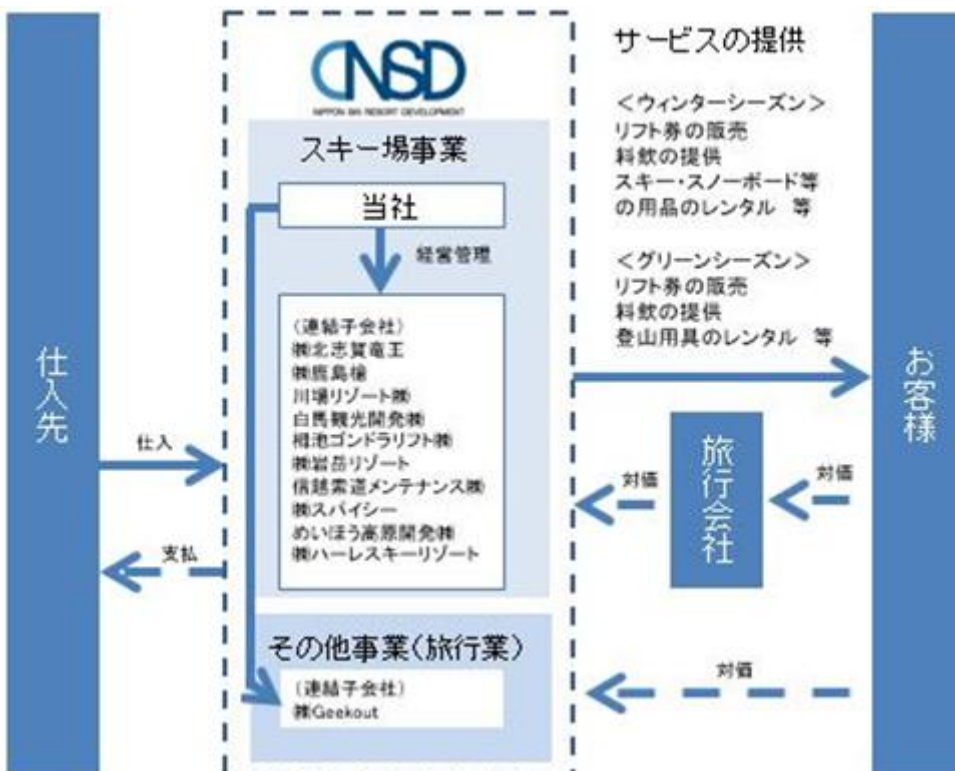 仕入先
仕入
支払
NSD
NIPPON SKI RESORT DEVELOPMENT
スキー場事業
当社
経営管理
(連結子会社)
㈱北志賀竜王
㈱鹿島槍
川場リゾート㈱
白馬観光開発㈱
栂池ゴンドラリフト㈱
㈱岩岳リゾート
信越索道メンテナンス㈱
㈱スパイシー
めいほう高原開発㈱
㈱ハーレスキーリゾート
その他事業(旅行業)
(連結子会社)
㈱Geekout
サービスの提供
<ウィンターシーズン>
リフト券の販売
料飲の提供
スキー・スノーボード等
の用品のレンタル 等
<グリーンシーズン>
リフト券の販売
料飲の提供
登山用具のレンタル 等
対価
旅行会社
対価
対価
お客様